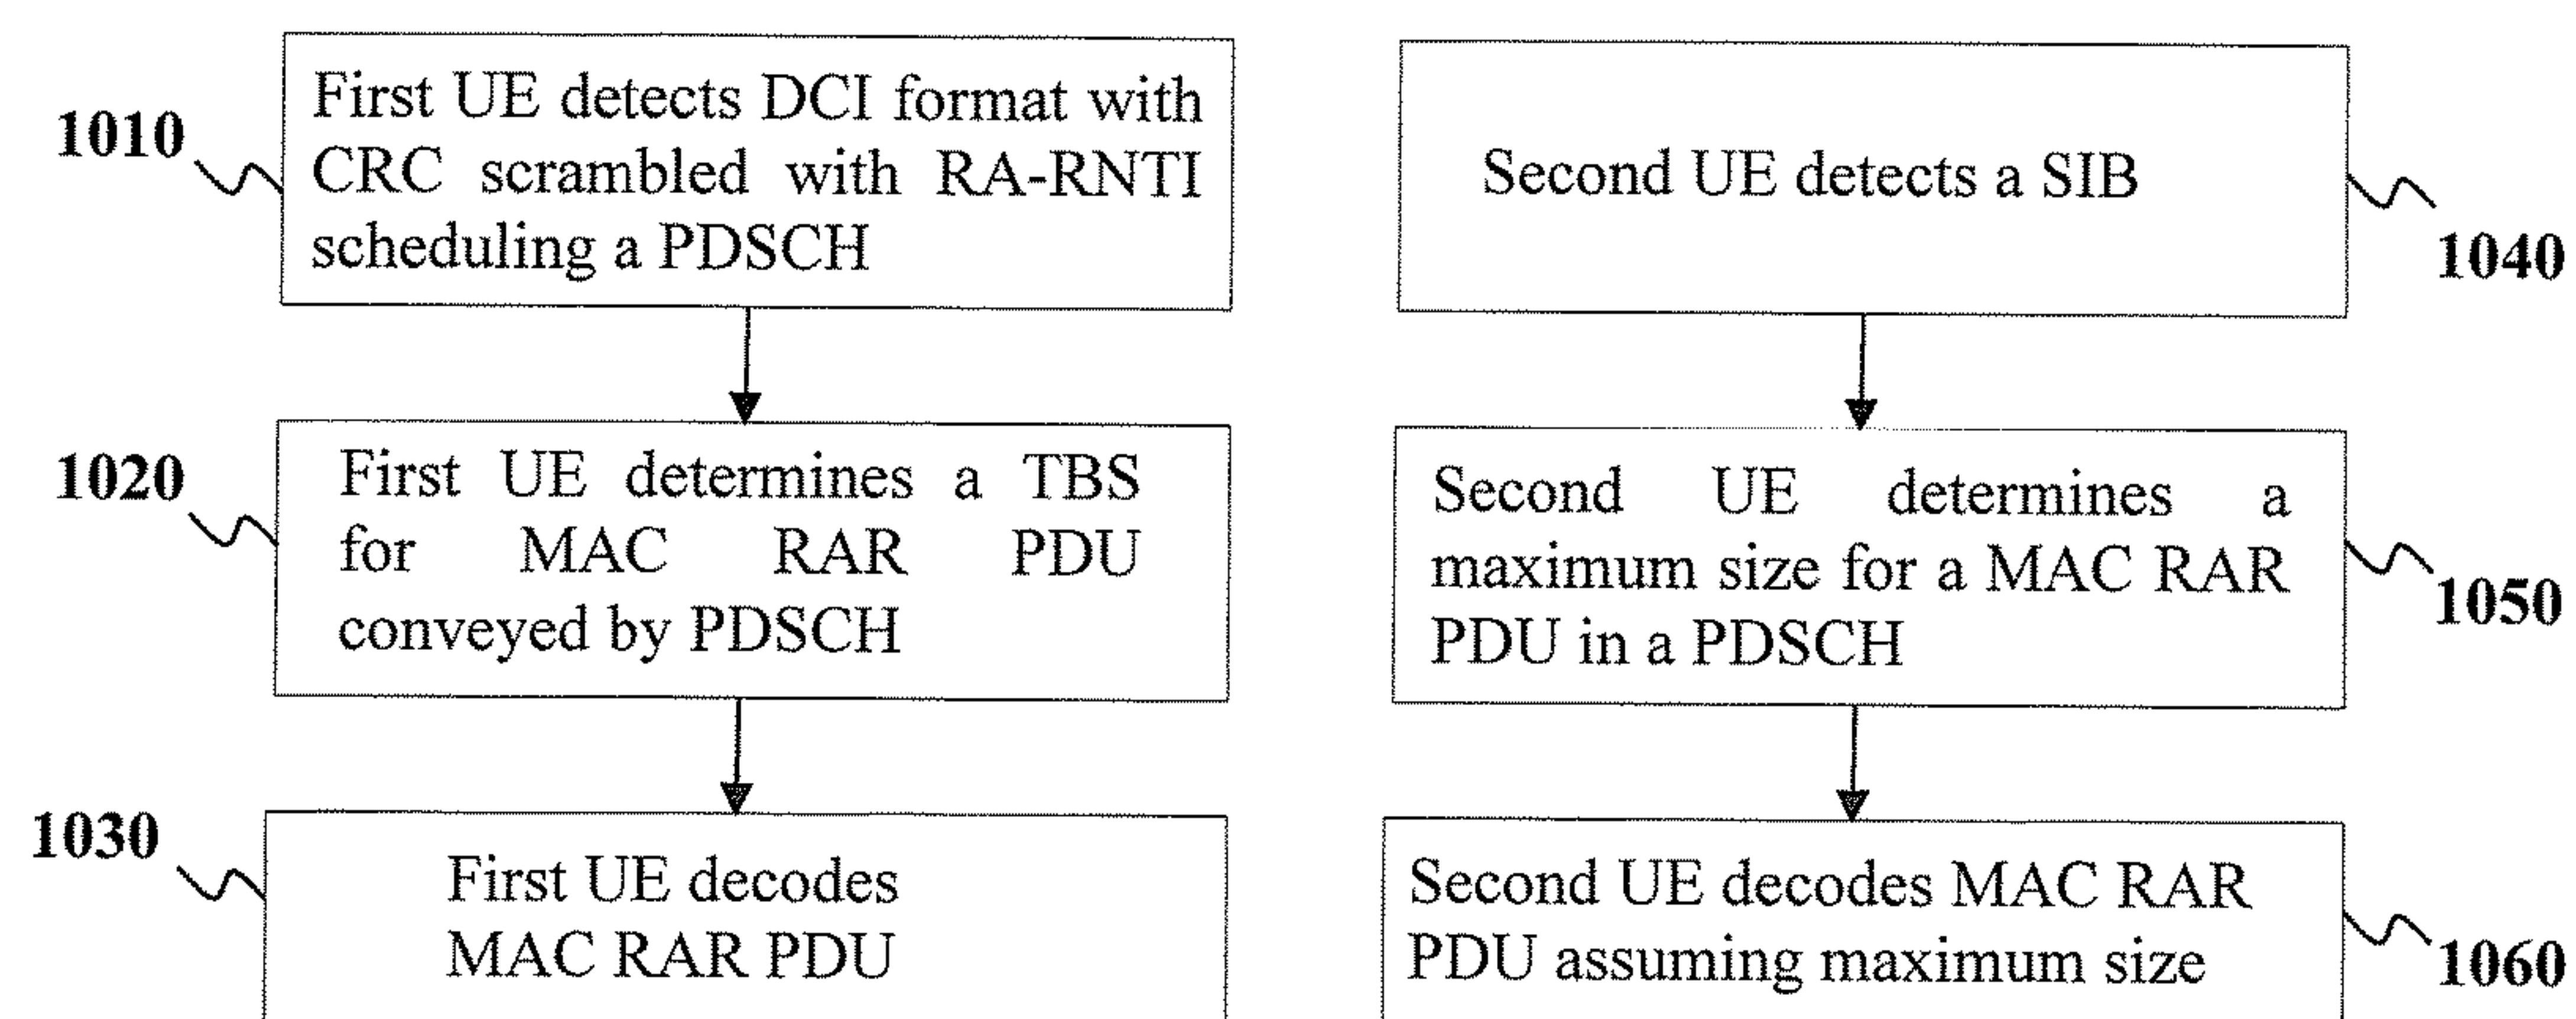 1010
First UE detects DCI format with
CRC scrambled with RA-RNTI
scheduling a PDSCH
1020
First UE determines a TBS
for MAC RAR PDU
conveyed by PDSCH
1030
First UE decodes
MAC RAR PDU
Second UE detects a SIB
1040
Second UE determines a
maximum size for a MAC RAR
PDU in a PDSCH
1050
Second UE decodes MAC RAR
PDU assuming maximum size
1060